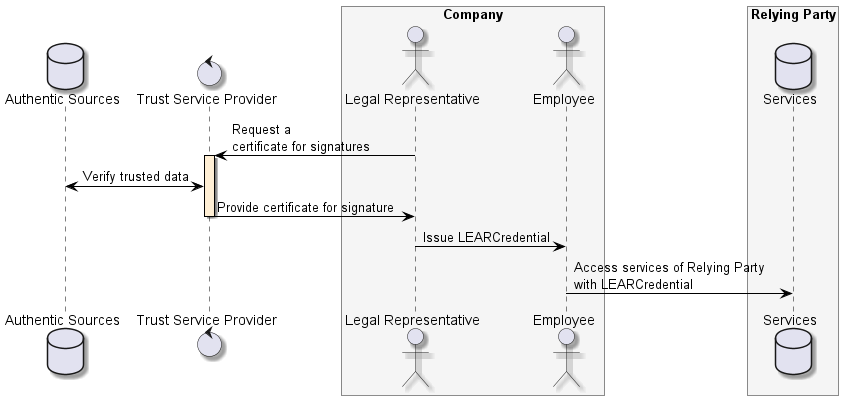 Company
Relying Party
Authentic Sources
Trust Service Provider
Legal Representative
Employee
Services
Request a
certificate for signatures
Verify trusted data
Provide certificate for signature
Issue LEARCredential
Access services of Relying Party
with LEARCredential
Authentic Sources
Trust Service Provider
Legal Representative
Employee
Services